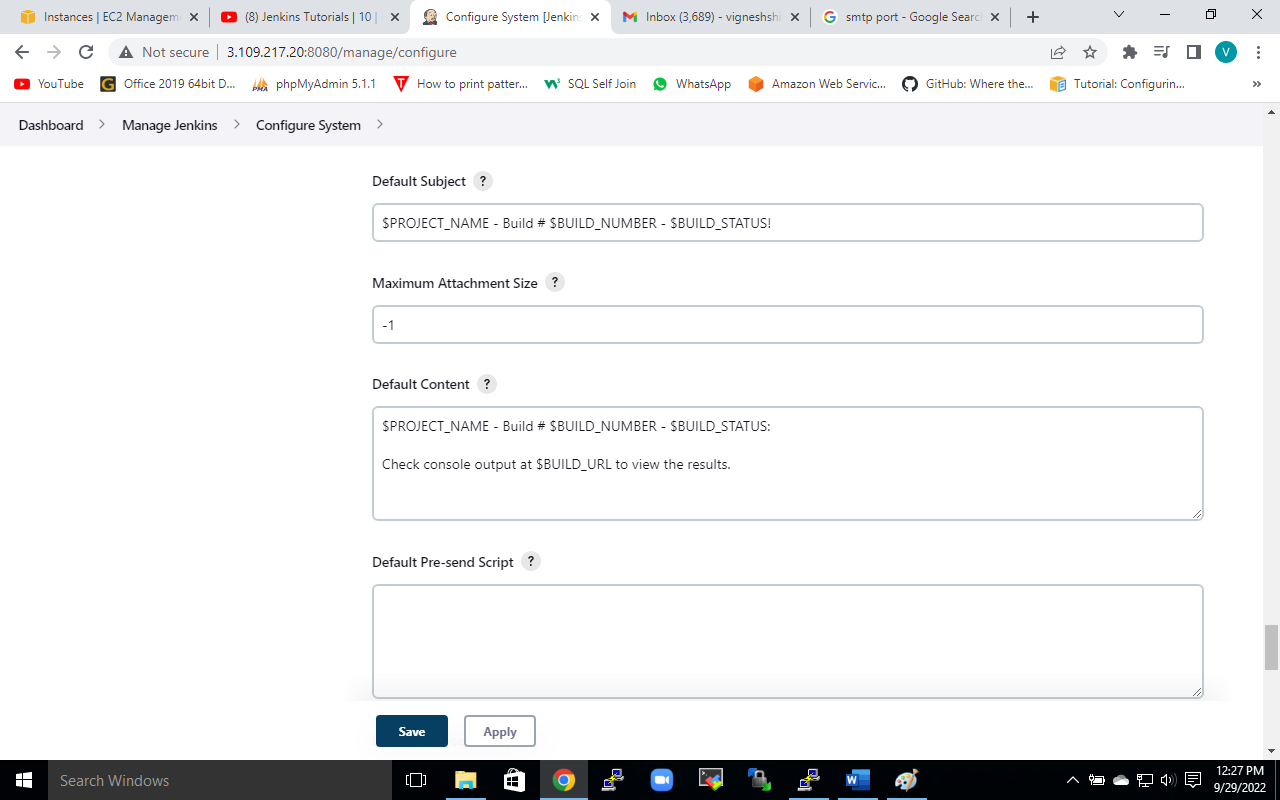 Instances | EC2 Managem
(8) Jenkins Tutorials | 10 |
Configure System [Jenkin
Inbox (3,689) - vigneshshi
smtp port - Google Searc
Not secure
3.109.217.20:8080/manage/configure
V
YouTube
Office 2019 64bit D...
phpMyAdmin 5.1.1
How to print patter...
SQL Self Join
WhatsApp
Amazon Web Servic...
GitHub: Where the...
Tutorial: Configurin...
»
Dashboard
Manage Jenkins
Configure System
Default Subject ?
$PROJECT_NAME - Build # $BUILD_NUMBER - $BUILD_STATUS!
Maximum Attachment Size ?
-1
Default Content ?
$PROJECT_NAME - Build # $BUILD_NUMBER - $BUILD_STATUS:
Check console output at $BUILD_URL to view the results.
Default Pre-send Script ?
Save
Apply
Search Windows
12:27 PM
9/29/2022